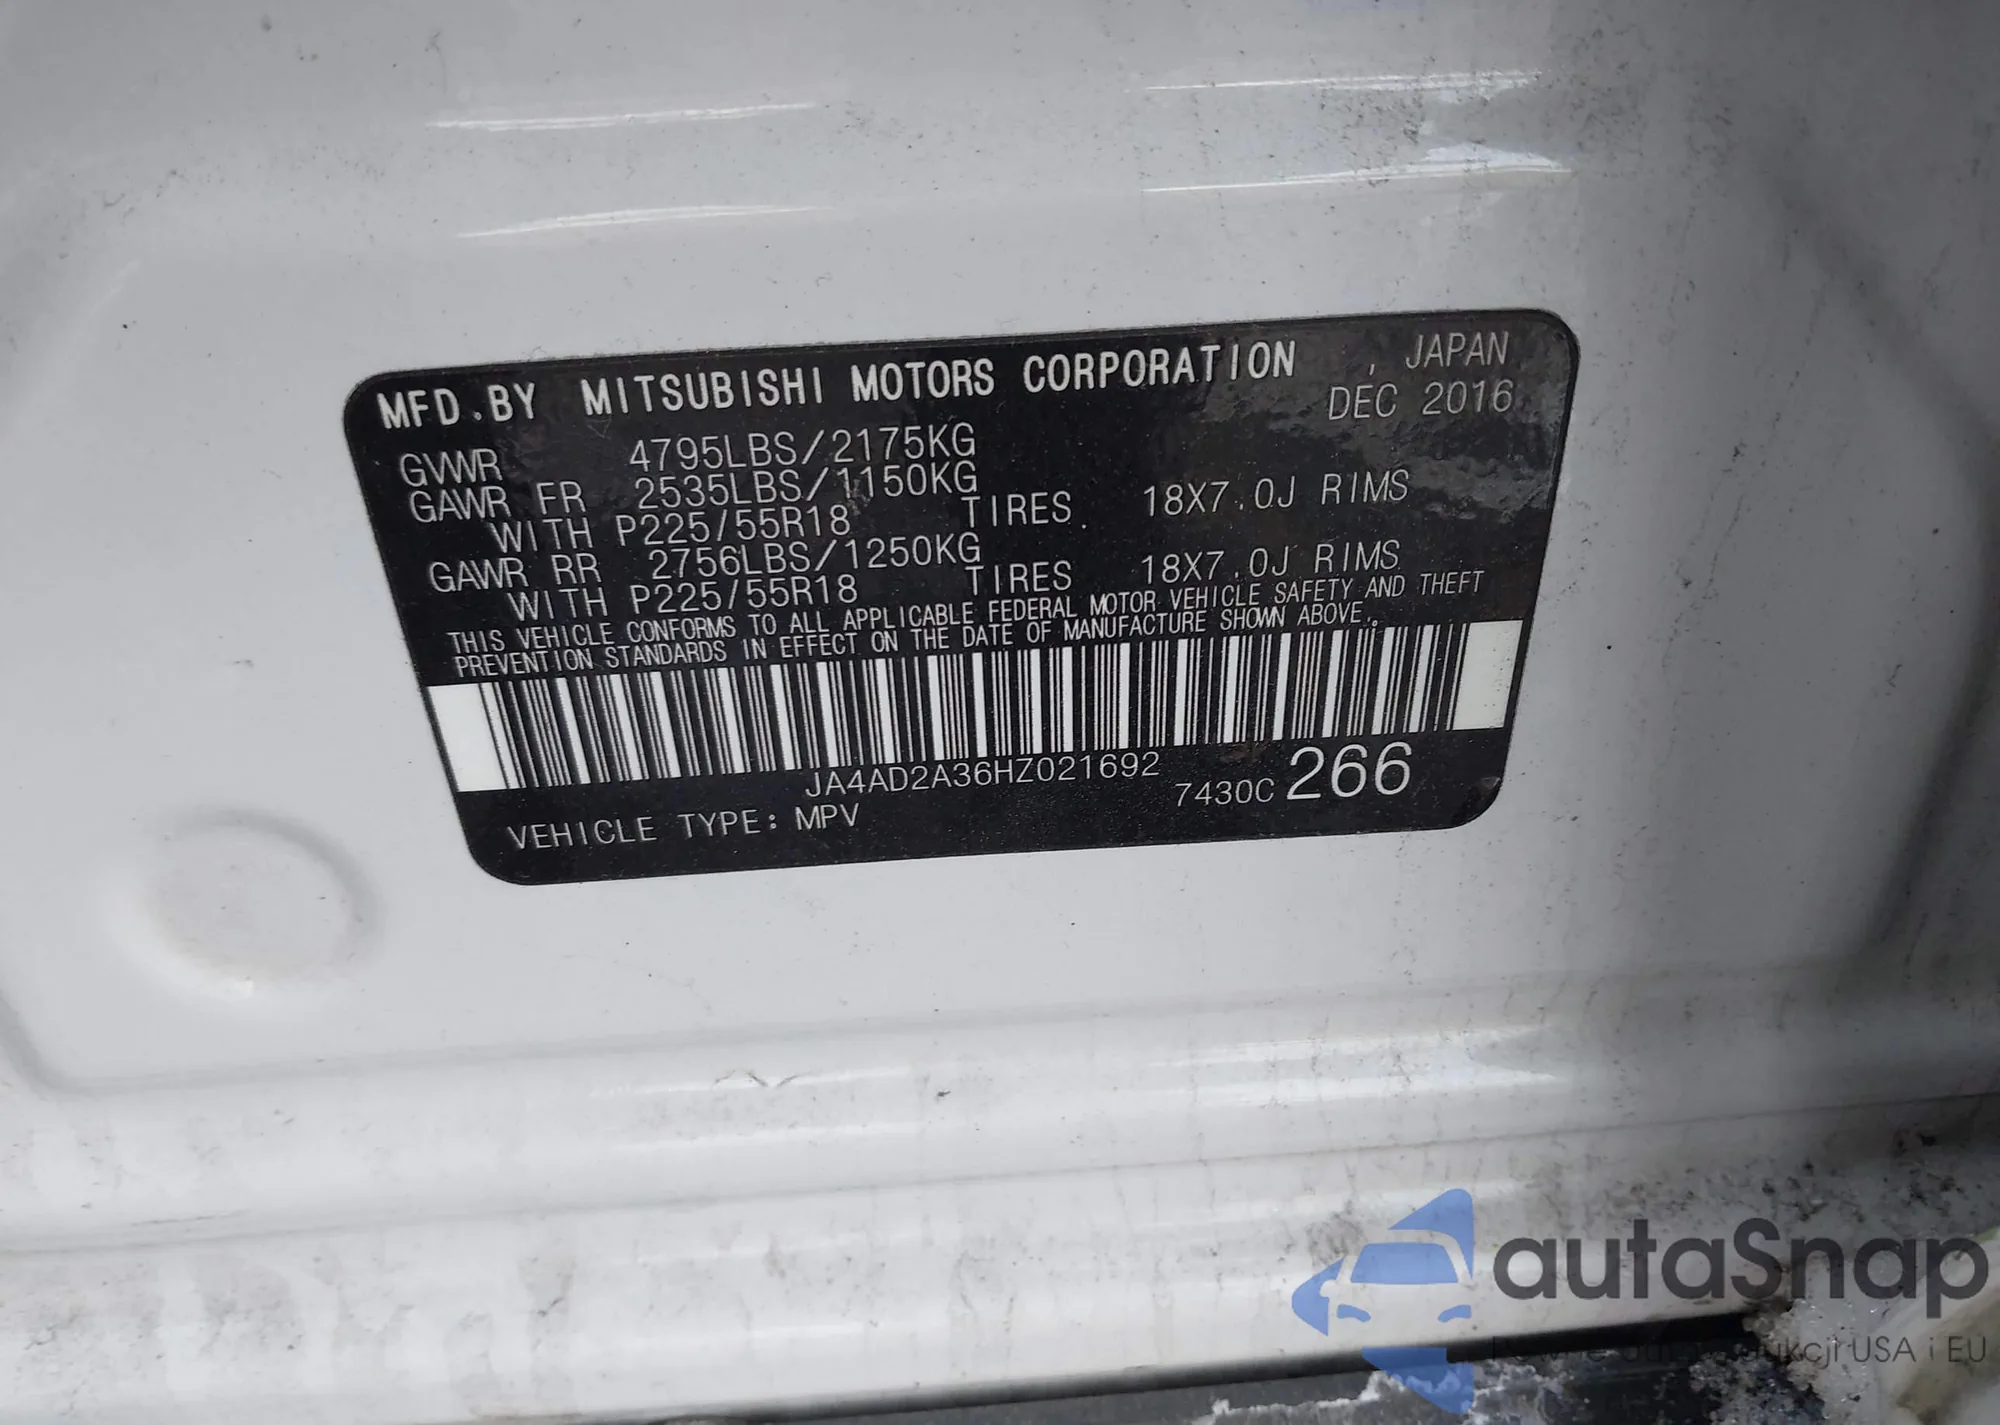 MFD.BY MITSUBISHI MOTORS CORPORATION , JAPAN
DEC 2016
GVWR 4795LBS/2175KG
GAWR FR 2535LBS/1150KG
WITH P225/55R18 TIRES, 18X7.0J RIMS
GAWR RR 2756LBS/1250KG
WITH P225/55R18 TIRES 18X7.0J RIMS
THIS VEHICLE CONFORMS TO ALL APPLICABLE FEDERAL MOTOR VEHICLE SAFETY AND THEFT
PREVENTION STANDARDS IN EFFECT ON THE DATE OF MANUFACTURE SHOWN ABOVE.
JA4AD2A36HZ021692
7430C 266
VEHICLE TYPE: MPV
autaSnap
USA i EU